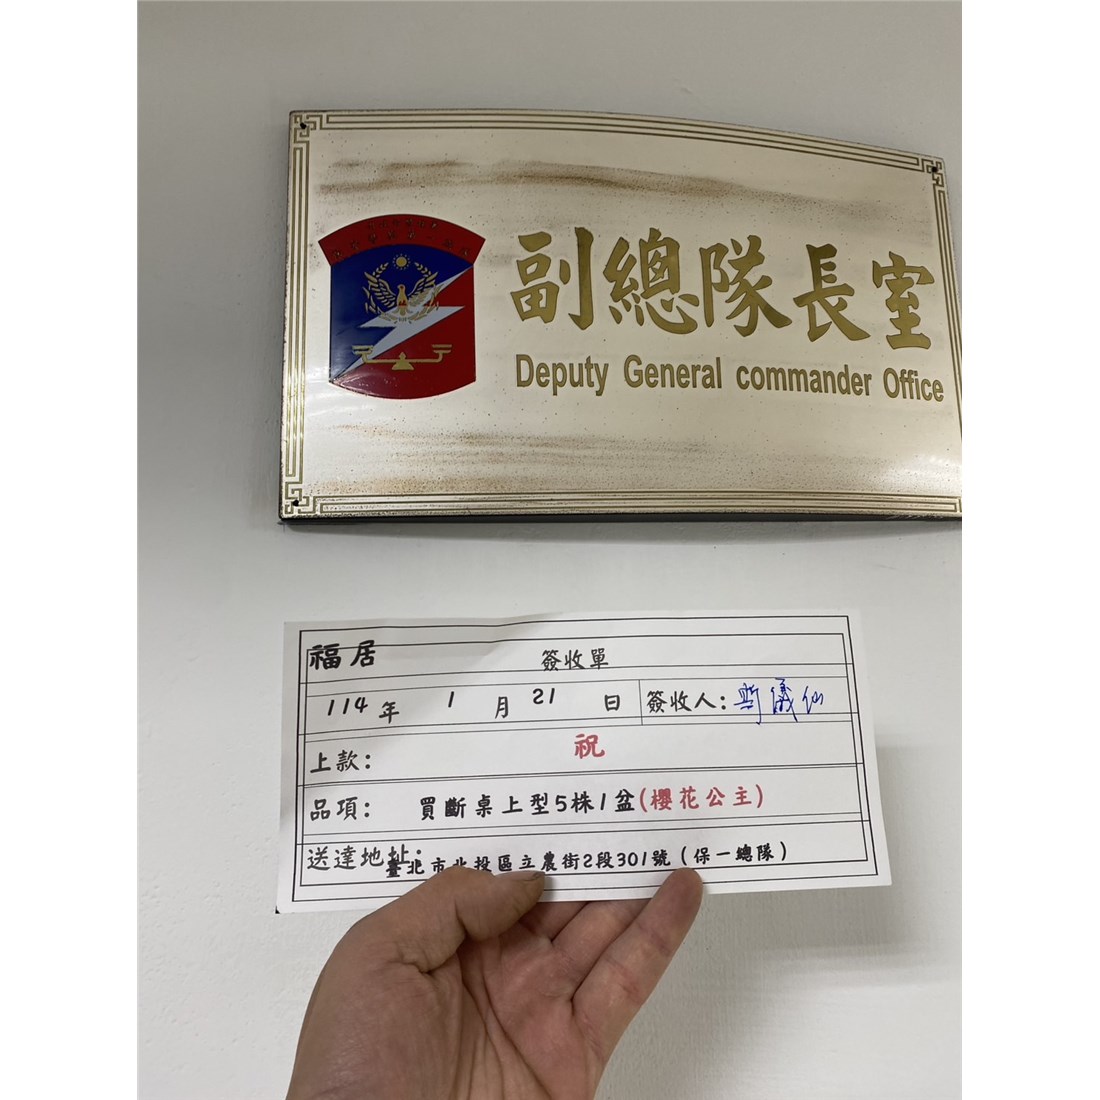 副總隊長室
Deputy General commander Office
福居
簽收單
114 年 1 月 21 日 簽收人:
上款: 祝
品項: 買斷桌上型5株1盆(櫻花公主)
送達地址: 臺北市北投區立農街2段301號(保一總隊)